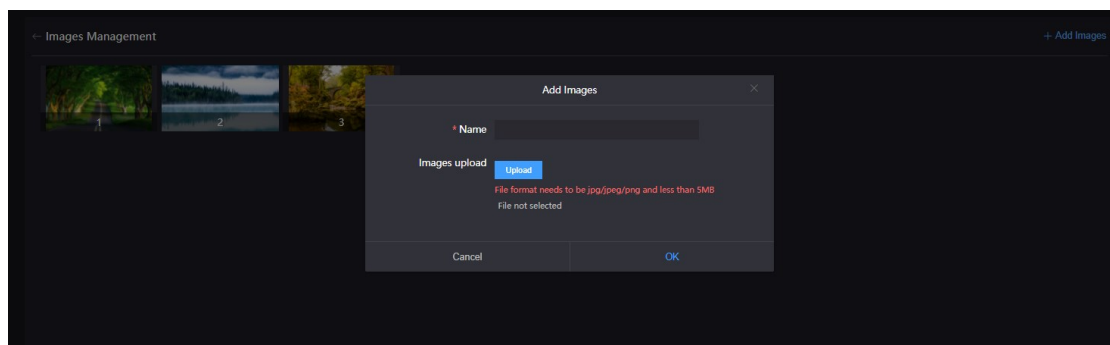 ← Images Management
+ Add Images
1
2
3
Add Images
* Name
Images upload
Upload
File format needs to be jpg/jpeg/png and less than 5MB
File not selected
Cancel
OK